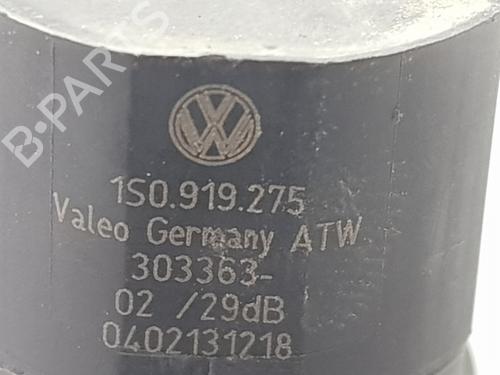 B-PARTS
1S0.919.275
Valeo Germany ATW
303363-
02 /29dB
0402131218